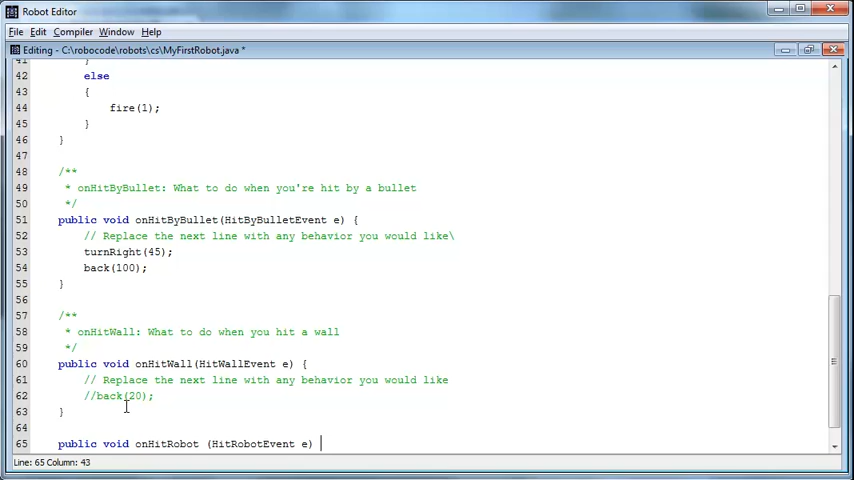 Robot Editor
File Edit Compiler Window Help
Editing - C:\robocode\robots\cs\MyFirstRobot.java *
41 }
42 else
43 {
44 fire(1);
45 }
46 }
47
48 /**
49 * onHitByBullet: What to do when you're hit by a bullet
50 */
51 public void onHitByBullet(HitByBulletEvent e) {
52 // Replace the next line with any behavior you would like\
53 turnRight(45);
54 back(100);
55 }
56
57 /**
58 * onHitWall: What to do when you hit a wall
59 */
60 public void onHitWall(HitWallEvent e) {
61 // Replace the next line with any behavior you would like
62 //back(20);
63 }
64
65 public void onHitRobot (HitRobotEvent e)
Line: 65 Column: 43